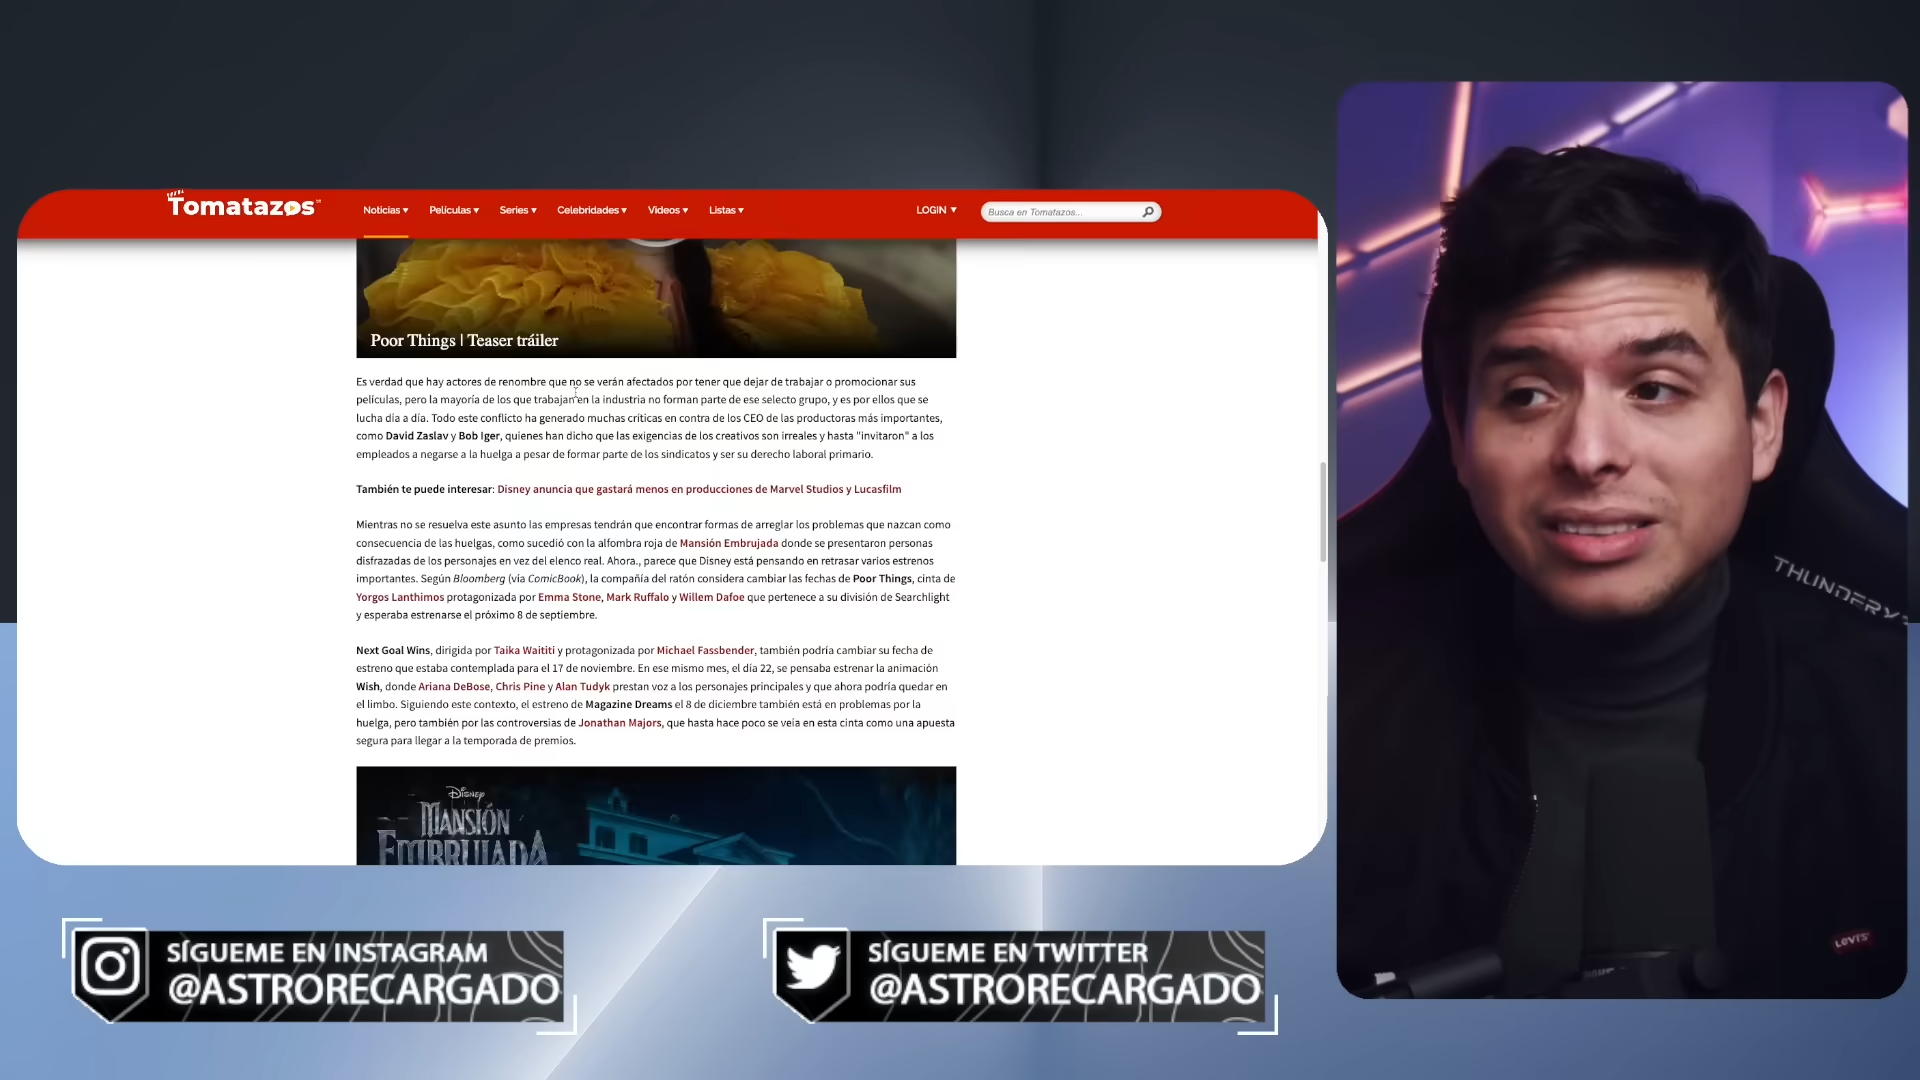 Tomatazos
Noticias ▾ Películas ▾ Series ▾ Celebridades ▾ Videos ▾ Listas ▾
LOGIN ▾
Busca en Tomatazos...
Poor Things | Teaser tráiler
Es verdad que hay actores de renombre que no se verán afectados por tener que dejar de trabajar o promocionar sus
películas, pero la mayoría de los que trabajan en la industria no forman parte de ese selecto grupo, y es por ellos que se
lucha día a día. Todo este conflicto ha generado muchas críticas en contra de los CEO de las productoras más importantes,
como David Zaslav y Bob Iger, quienes han dicho que las exigencias de los creativos son irreales y hasta "invitaron" a los
empleados a negarse a la huelga a pesar de formar parte de los sindicatos y ser su derecho laboral primario.
También te puede interesar: Disney anuncia que gastará menos en producciones de Marvel Studios y Lucasfilm
Mientras no se resuelva este asunto las empresas tendrán que encontrar formas de arreglar los problemas que nazcan como
consecuencia de las huelgas, como sucedió con la alfombra roja de Mansión Embrujada donde se presentaron personas
disfrazadas de los personajes en vez del elenco real. Ahora., parece que Disney está pensando en retrasar varios estrenos
importantes. Según Bloomberg (vía ComicBook), la compañía del ratón considera cambiar las fechas de Poor Things, cinta de
Yorgos Lanthimos protagonizada por Emma Stone, Mark Ruffalo y Willem Dafoe que pertenece a su división de Searchlight
y esperaba estrenarse el próximo 8 de septiembre.
Next Goal Wins, dirigida por Taika Waititi y protagonizada por Michael Fassbender, también podría cambiar su fecha de
estreno que estaba contemplada para el 17 de noviembre. En ese mismo mes, el día 22, se pensaba estrenar la animación
Wish, donde Ariana DeBose, Chris Pine y Alan Tudyk prestan voz a los personajes principales y que ahora podría quedar en
el limbo. Siguiendo este contexto, el estreno de Magazine Dreams el 8 de diciembre también está en problemas por la
huelga, pero también por las controversias de Jonathan Majors, que hasta hace poco se veía en esta cinta como una apuesta
segura para llegar a la temporada de premios.
Disney
MANSIÓN
EMBRUJADA
THUNDERX3
Levi's
SÍGUEME EN INSTAGRAM
@ASTRORECARGADO
SÍGUEME EN TWITTER
@ASTRORECARGADO